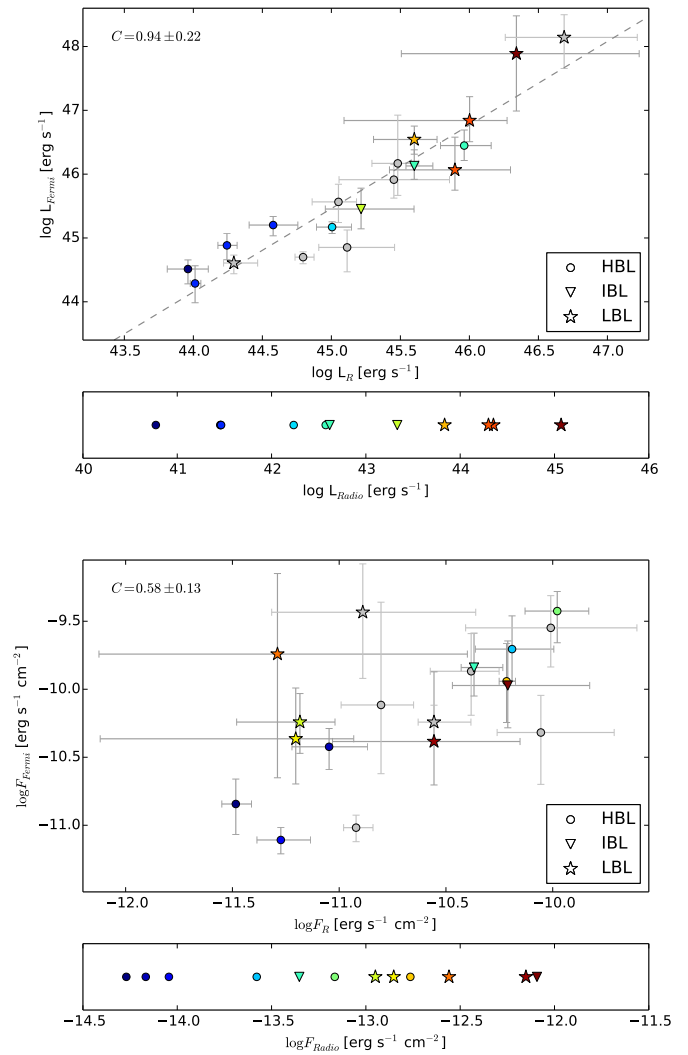 C=0.94±0.22
48
47
46
45
44
log L_Fermi [erg s⁻¹]
HBL
IBL
LBL
43.5 44.0 44.5 45.0 45.5 46.0 46.5 47.0
log L_R [erg s⁻¹]
40 41 42 43 44 45 46
log L_Radio [erg s⁻¹]
C=0.58±0.13
−9.5
−10.0
−10.5
−11.0
logF_Fermi [erg s⁻¹ cm⁻²]
HBL
IBL
LBL
−12.0 −11.5 −11.0 −10.5 −10.0
logF_R [erg s⁻¹ cm⁻²]
−14.5 −14.0 −13.5 −13.0 −12.5 −12.0 −11.5
logF_Radio [erg s⁻¹ cm⁻²]